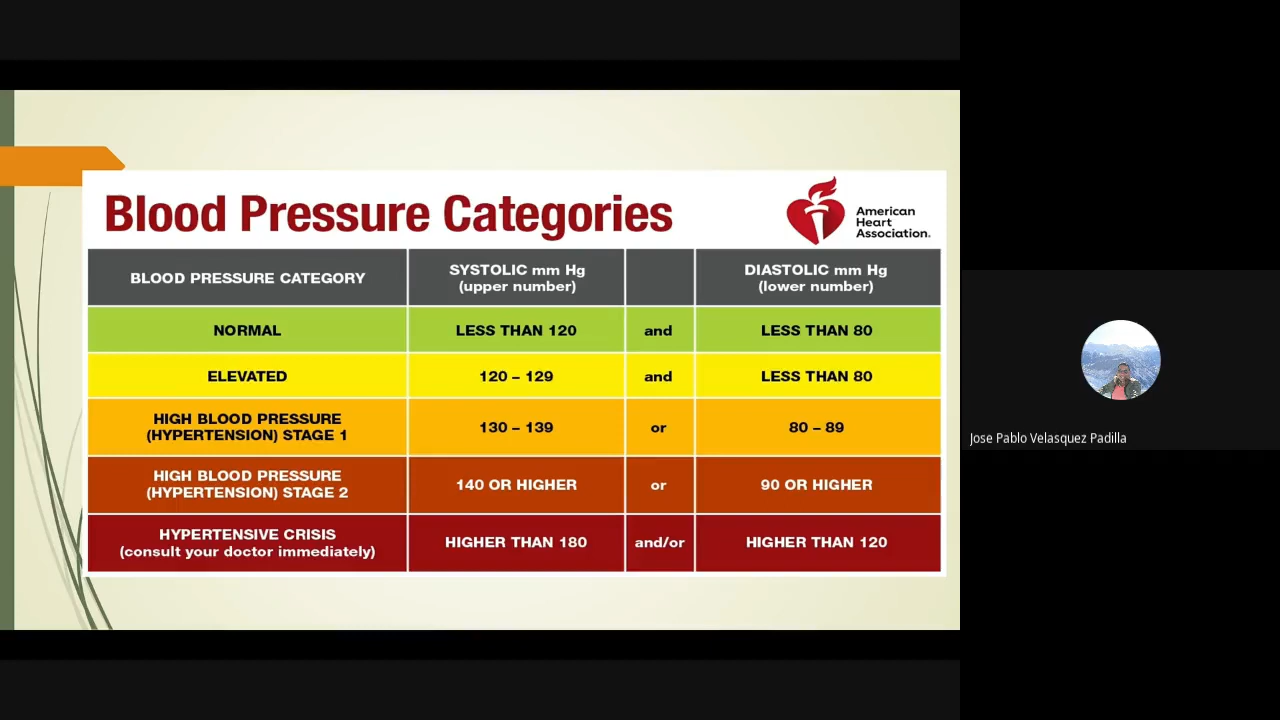 Blood Pressure Categories
American
Heart
Association.
BLOOD PRESSURE CATEGORY
SYSTOLIC mm Hg
(upper number)
DIASTOLIC mm Hg
(lower number)
NORMAL
LESS THAN 120
and
LESS THAN 80
ELEVATED
120 – 129
and
LESS THAN 80
HIGH BLOOD PRESSURE
(HYPERTENSION) STAGE 1
130 – 139
or
80 – 89
HIGH BLOOD PRESSURE
(HYPERTENSION) STAGE 2
140 OR HIGHER
or
90 OR HIGHER
HYPERTENSIVE CRISIS
(consult your doctor immediately)
HIGHER THAN 180
and/or
HIGHER THAN 120
Jose Pablo Velasquez Padilla